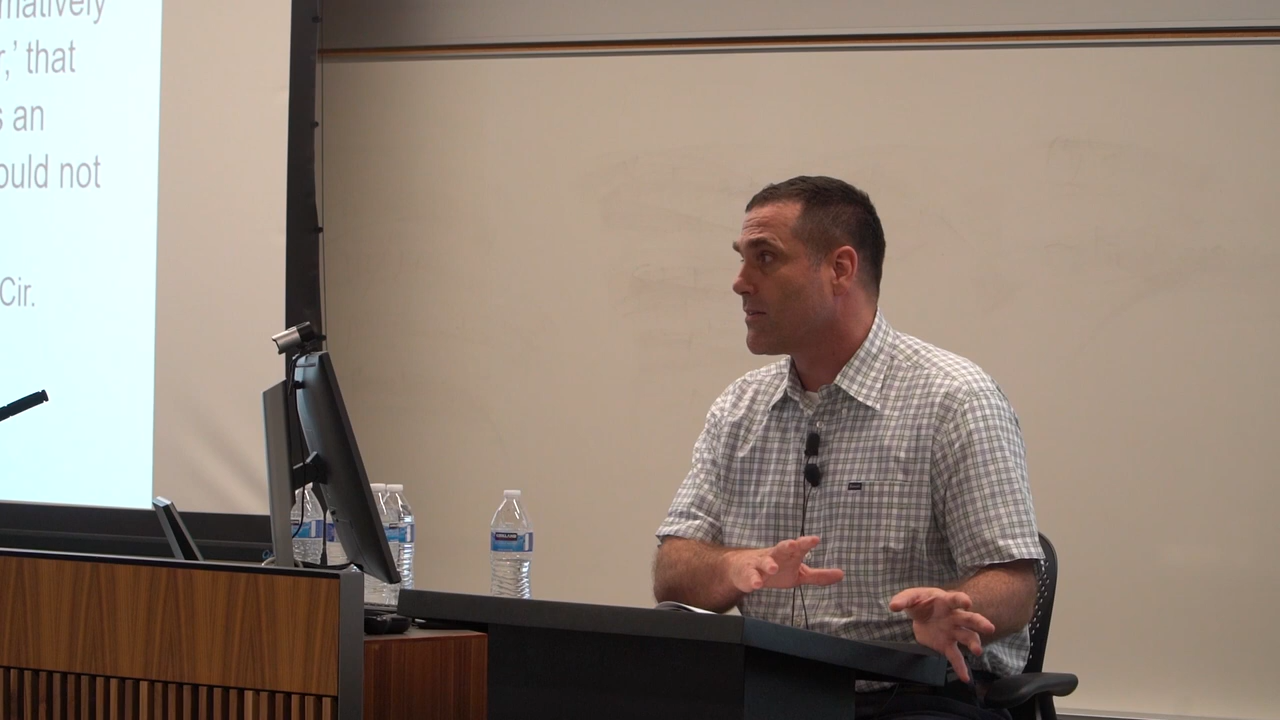 matively
,’ that
s an
ould not
Cir.
KIRKLAND